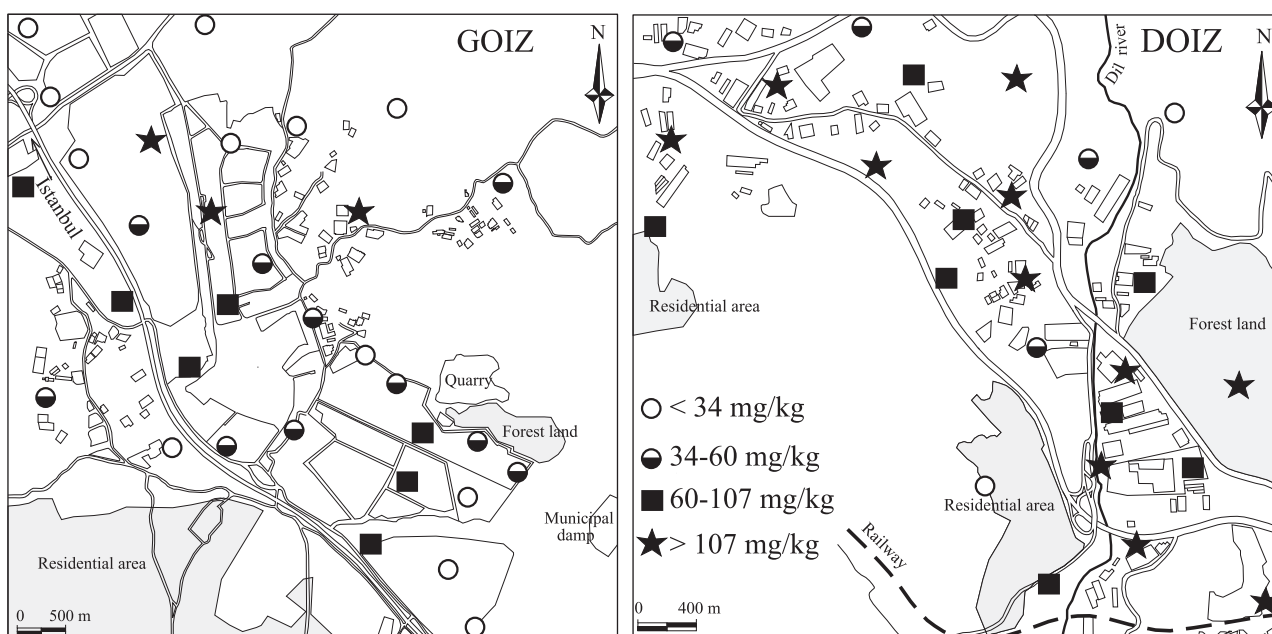 GOIZ
N
Istanbul
Quarry
Forest land
Municipal
damp
Residential area
0 500 m
Dil river
DOIZ
N
Residential area
Forest land
< 34 mg/kg
34-60 mg/kg
60-107 mg/kg
> 107 mg/kg
Residential area
Railway
0 400 m